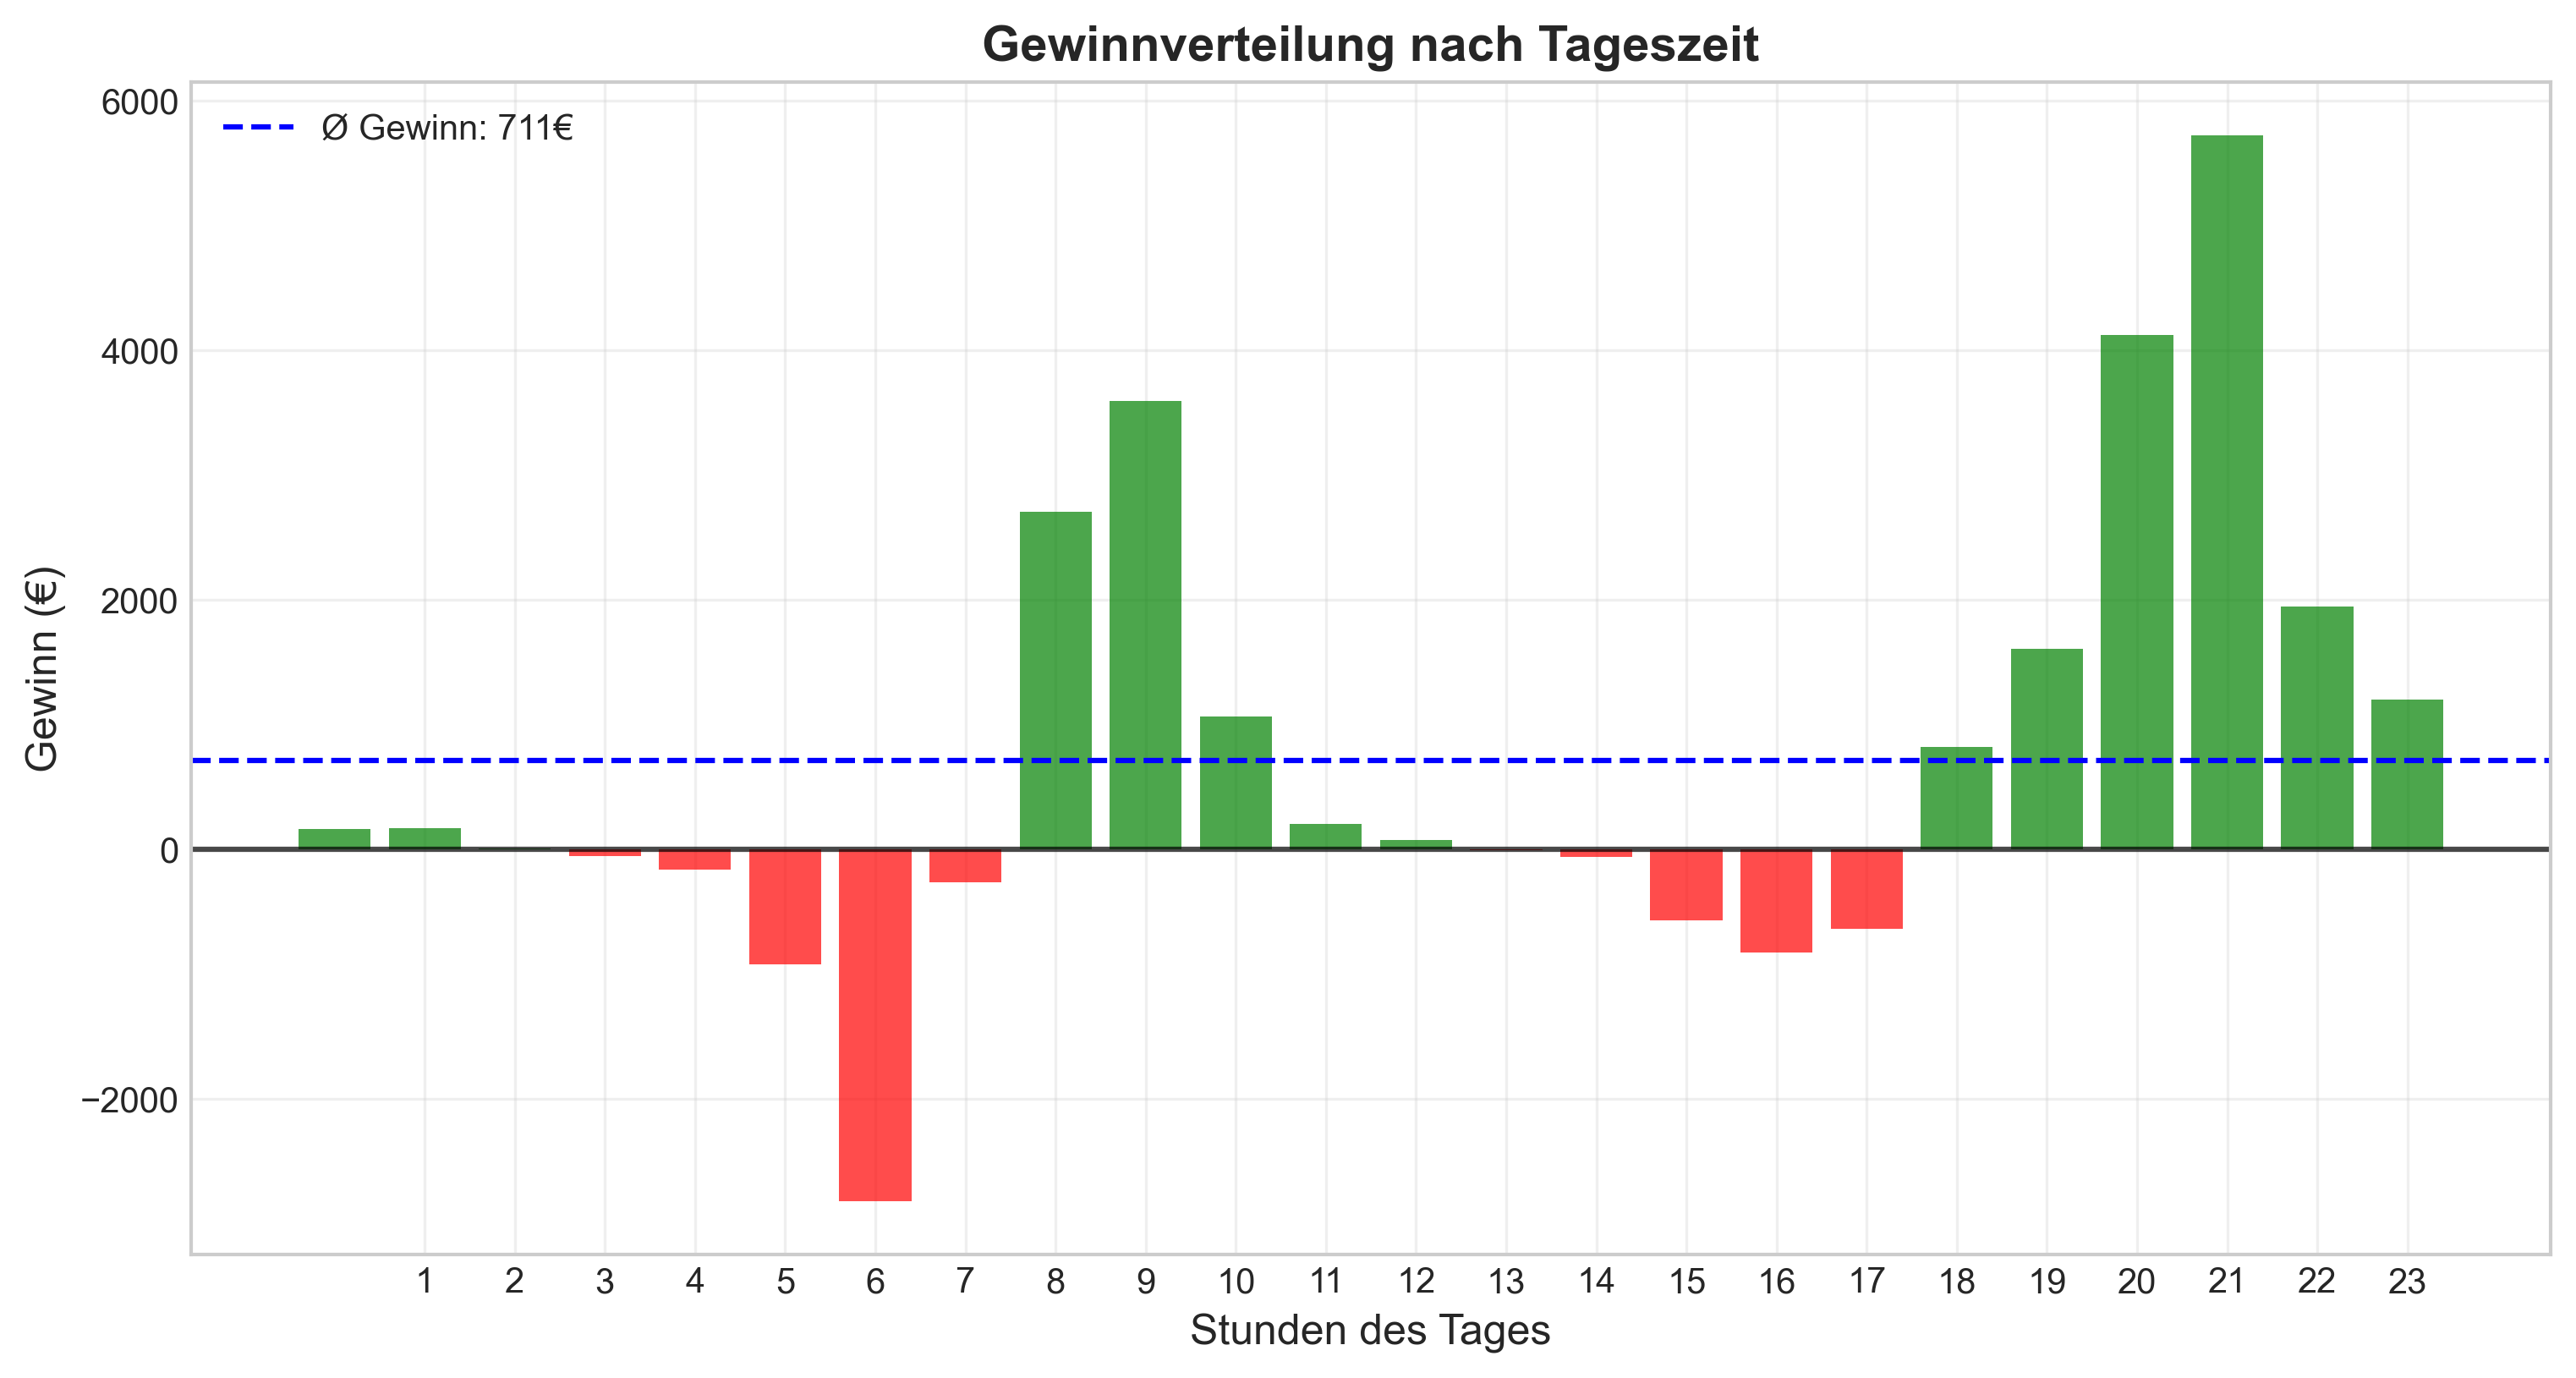 Gewinnverteilung nach Tageszeit
6000
Ø Gewinn: 711€
4000
2000
0
−2000
Gewinn (€)
1 2 3 4 5 6 7 8 9 10 11 12 13 14 15 16 17 18 19 20 21 22 23
Stunden des Tages